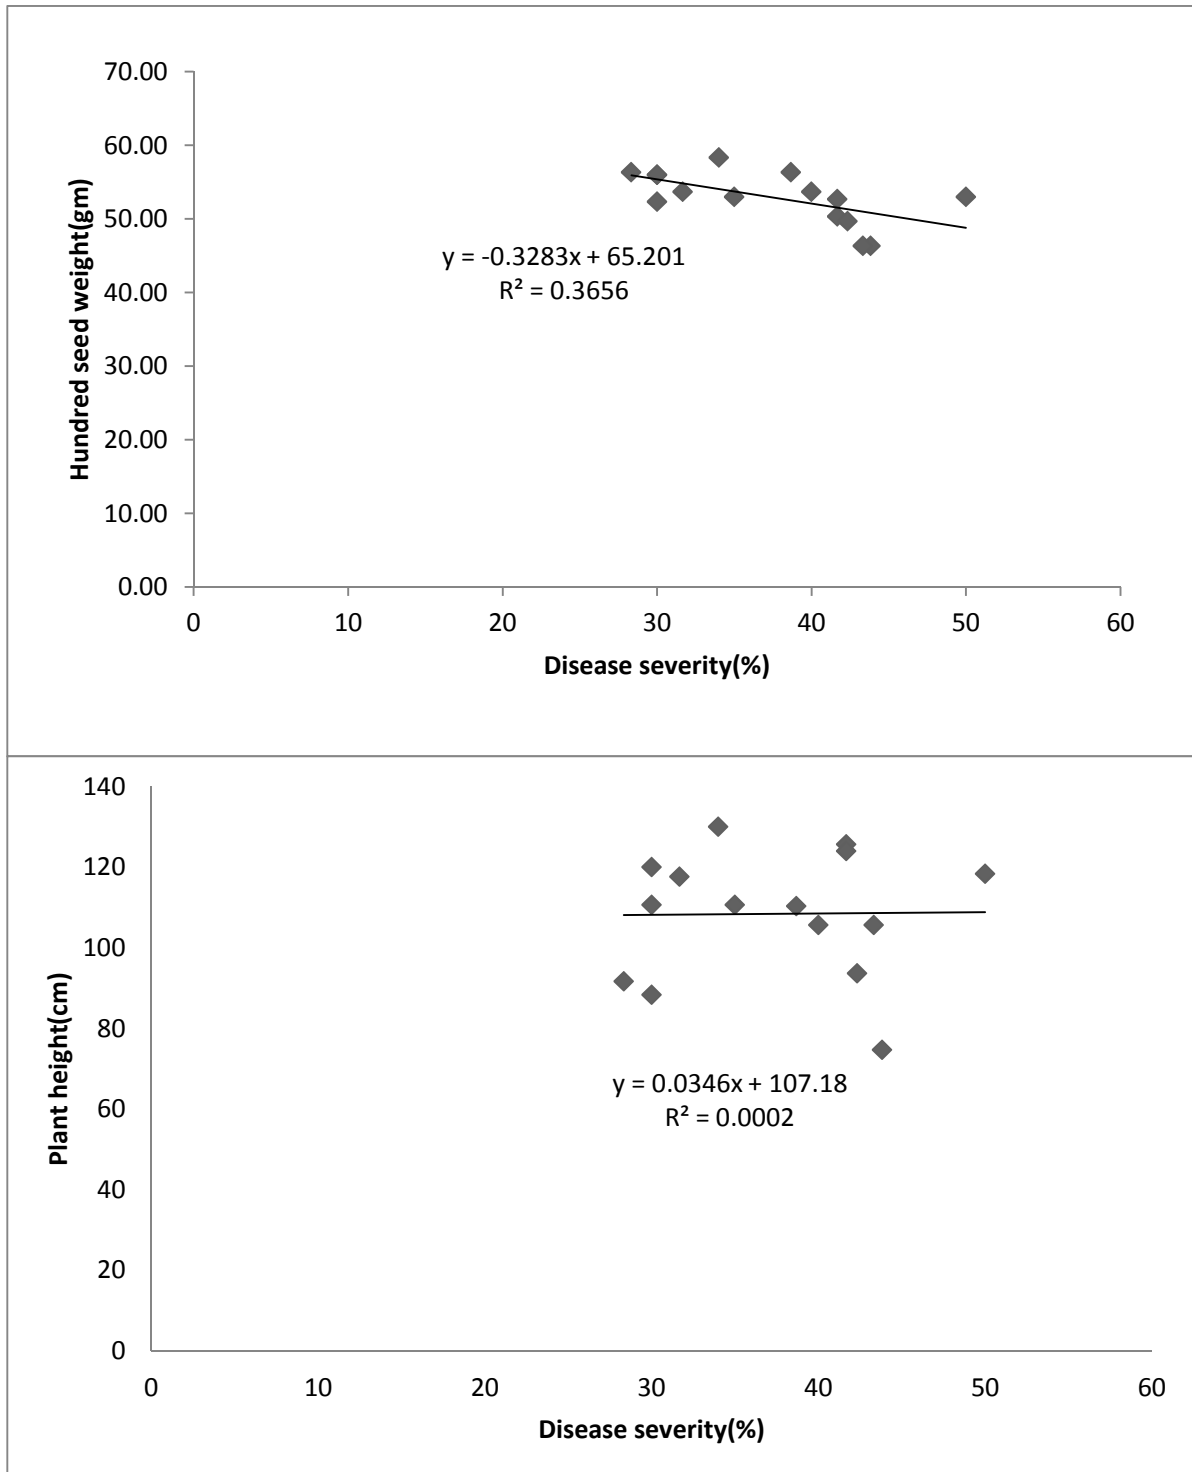 70.00
60.00
50.00
40.00
30.00
20.00
10.00
0.00
Hundred seed weight(gm)
y = -0.3283x + 65.201
R² = 0.3656
0 10 20 30 40 50 60
Disease severity(%)
140
120
100
80
60
40
20
0
Plant height(cm)
y = 0.0346x + 107.18
R² = 0.0002
0 10 20 30 40 50 60
Disease severity(%)